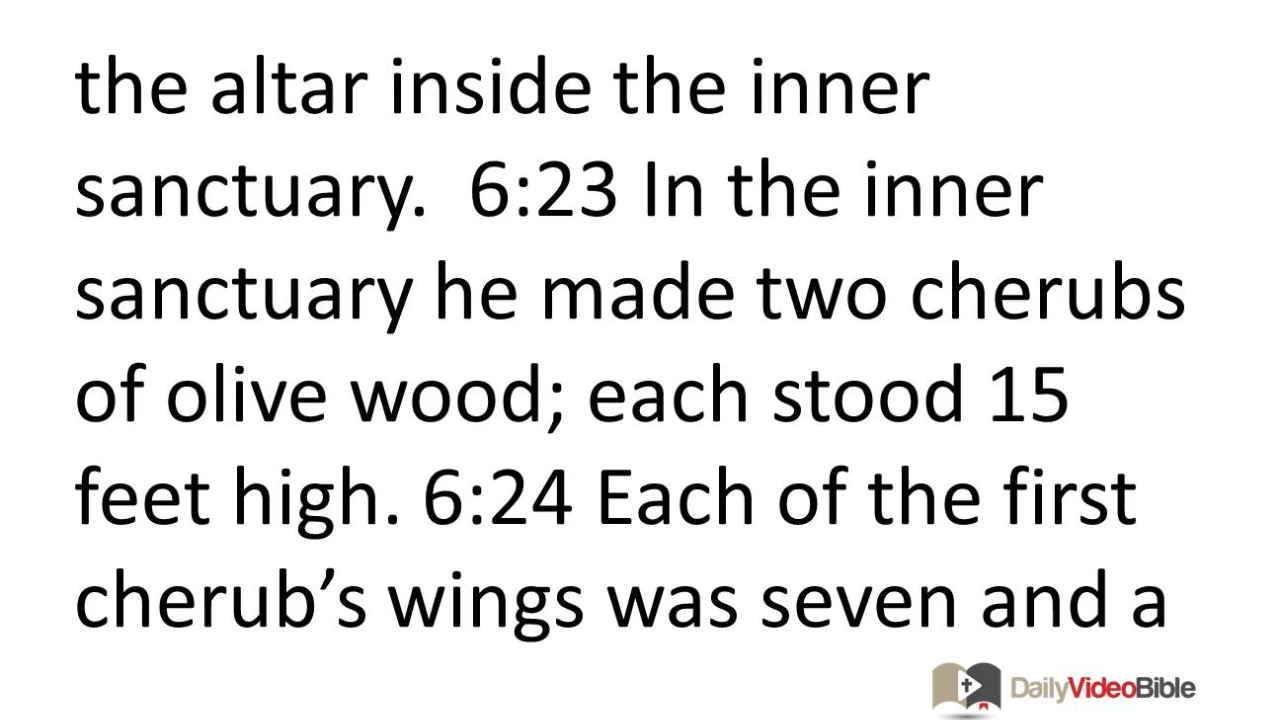 the altar inside the inner
sanctuary.  6:23 In the inner
sanctuary he made two cherubs
of olive wood; each stood 15
feet high. 6:24 Each of the first
cherub’s wings was seven and a
DailyVideoBible